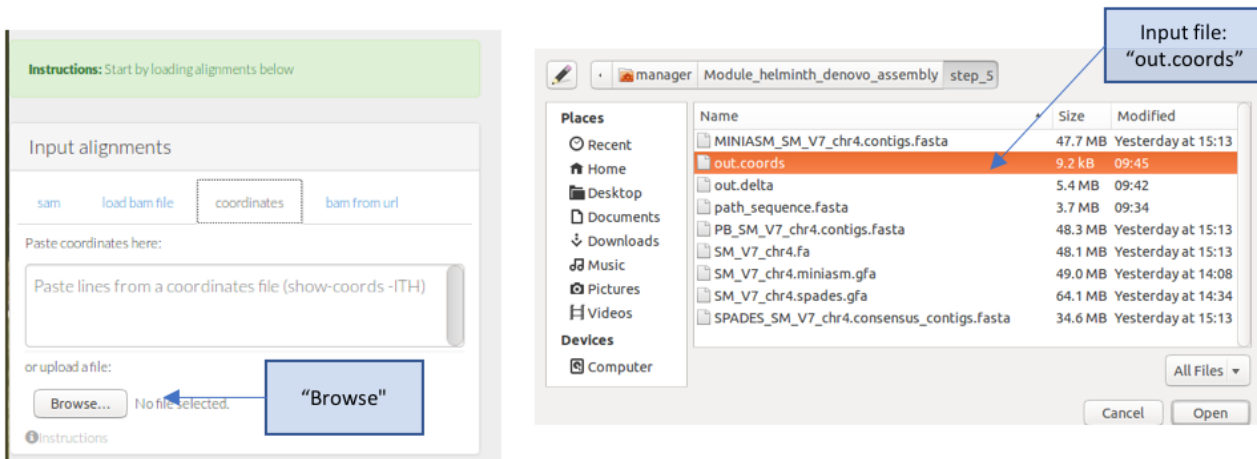 Instructions: Start by loading alignments below
Input alignments
sam load bam file coordinates bam from url
Paste coordinates here:
Paste lines from a coordinates file (show-coords -lTH)
or upload a file:
Browse... No file selected.
Instructions
“Browse"
Input file:
“out.coords”
manager Module_helminth_denovo_assembly step_5
Places
Recent
Home
Desktop
Documents
Downloads
Music
Pictures
Videos
Devices
Computer
Name Size Modified
MINIASM_SM_V7_chr4.contigs.fasta 47.7 MB Yesterday at 15:13
out.coords 9.2 kB 09:45
out.delta 5.4 MB 09:42
path_sequence.fasta 3.7 MB 09:34
PB_SM_V7_chr4.contigs.fasta 48.3 MB Yesterday at 15:13
SM_V7_chr4.fa 48.1 MB Yesterday at 15:13
SM_V7_chr4.miniasm.gfa 49.0 MB Yesterday at 14:08
SM_V7_chr4.spades.gfa 64.1 MB Yesterday at 14:34
SPADES_SM_V7_chr4.consensus_contigs.fasta 34.6 MB Yesterday at 15:13
All Files
Cancel Open